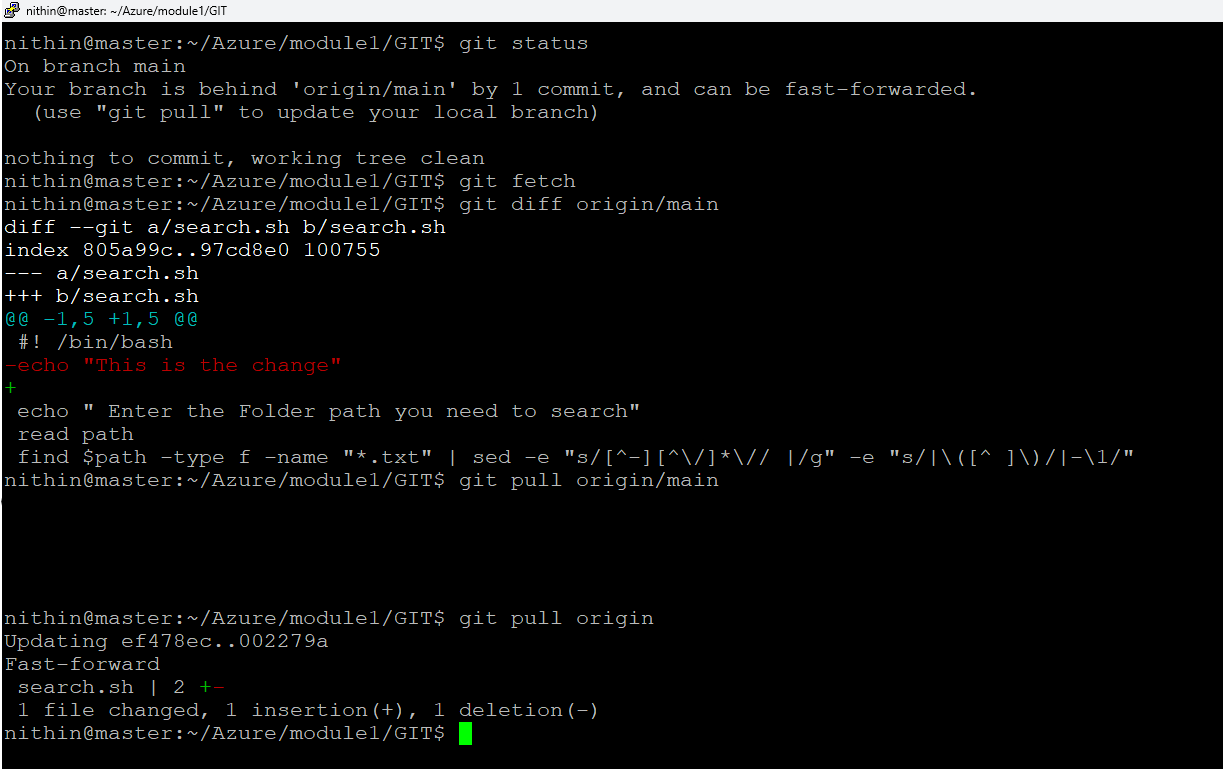 nithin@master: ~/Azure/module1/GIT
nithin@master:~/Azure/module1/GIT$ git status
On branch main
Your branch is behind 'origin/main' by 1 commit, and can be fast-forwarded.
  (use "git pull" to update your local branch)

nothing to commit, working tree clean
nithin@master:~/Azure/module1/GIT$ git fetch
nithin@master:~/Azure/module1/GIT$ git diff origin/main
diff --git a/search.sh b/search.sh
index 805a99c..97cd8e0 100755
--- a/search.sh
+++ b/search.sh
@@ -1,5 +1,5 @@
 #! /bin/bash
-echo "This is the change"
+
 echo " Enter the Folder path you need to search"
 read path
 find $path -type f -name "*.txt" | sed -e "s/[^-][^\/]*\// |/g" -e "s/|\([^ ]\)/|-\1/"
nithin@master:~/Azure/module1/GIT$ git pull origin/main
nithin@master:~/Azure/module1/GIT$ git pull origin
Updating ef478ec..002279a
Fast-forward
 search.sh | 2 +-
 1 file changed, 1 insertion(+), 1 deletion(-)
nithin@master:~/Azure/module1/GIT$